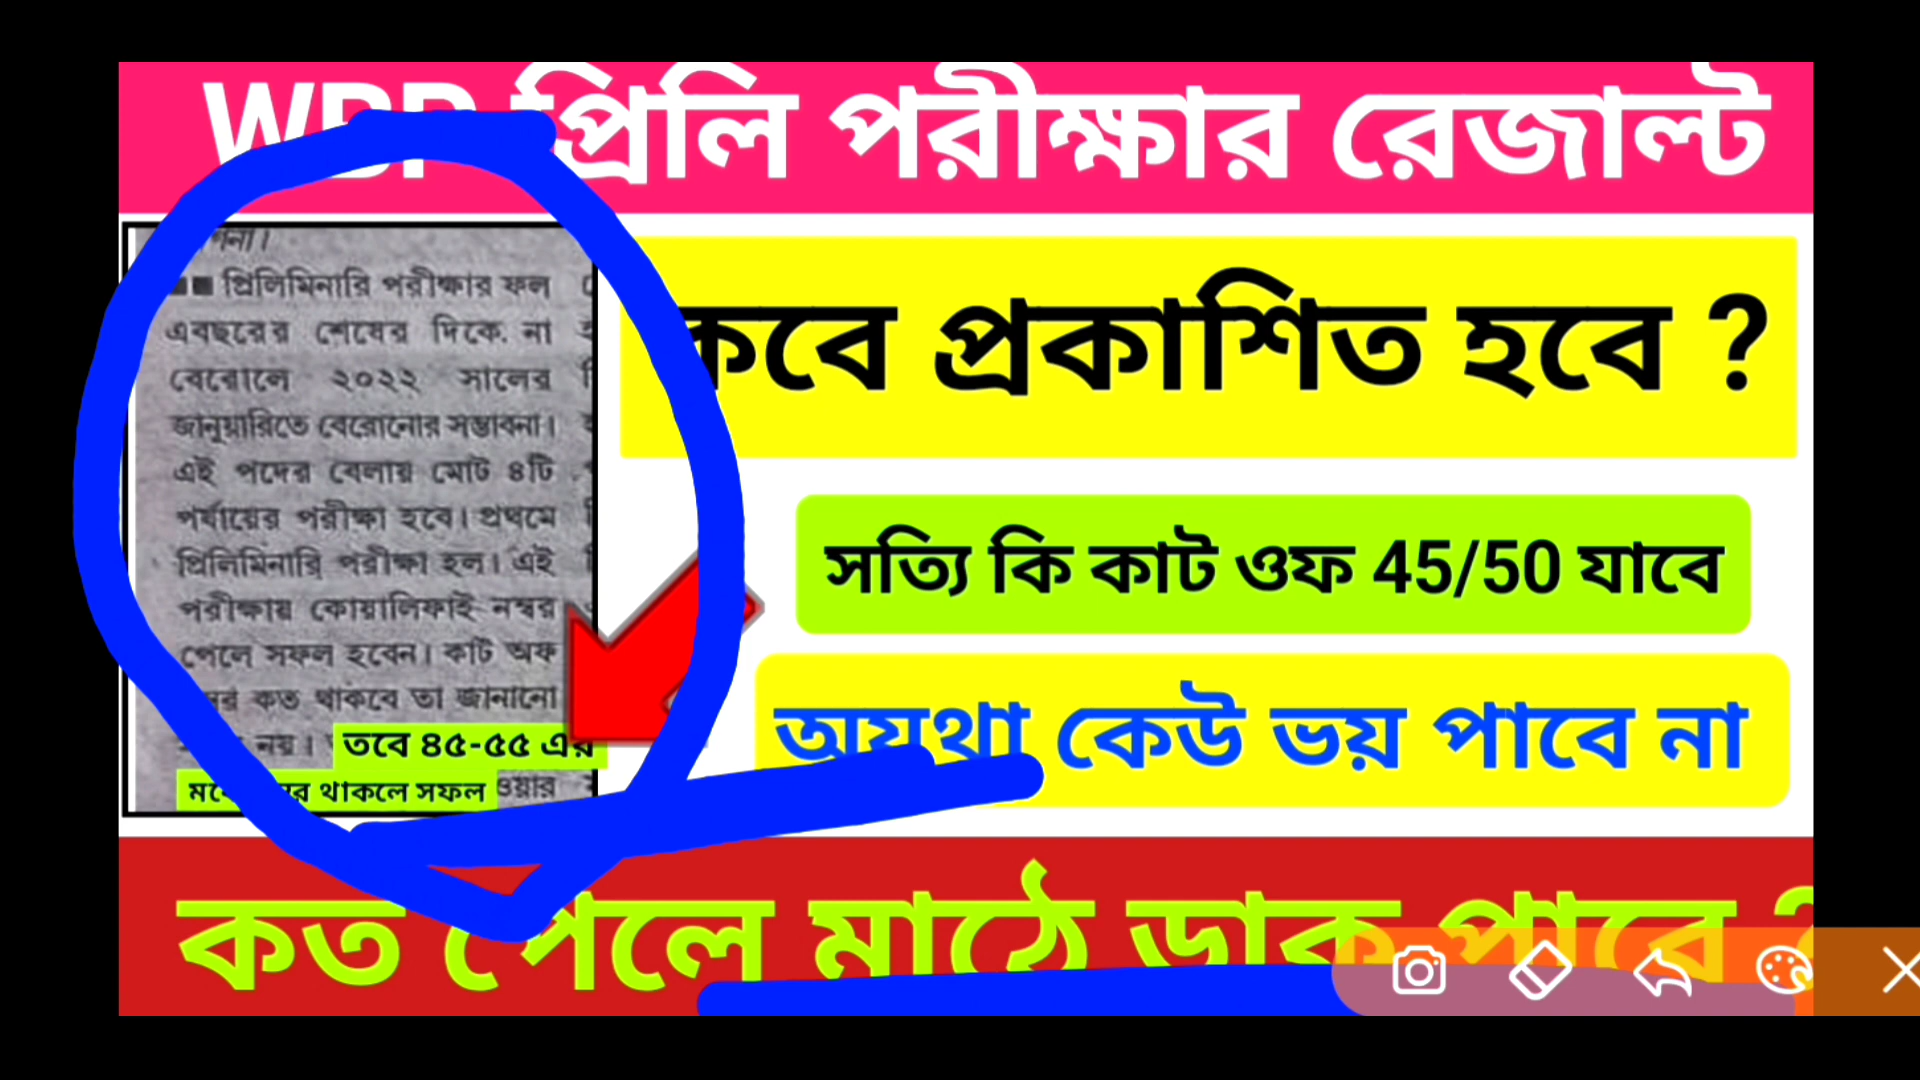 WBP প্রিলি পরীক্ষার রেজাল্ট
■■ প্রিলিমিনারি পরীক্ষার ফল
এবছরের শেষের দিকে. না
বেরোলে ২০২২ সালের
জানুয়ারিতে বেরোনোর সম্ভাবনা।
এই পদের বেলায় মোট ৪টি
পর্যায়ের পরীক্ষা হবে। প্রথমে
প্রিলিমিনারি পরীক্ষা হল। এই
পরীক্ষায় কোয়ালিফাই নম্বর
পেলে সফল হবেন। কাট অফ
কত থাকবে তা জানানো
নয়। তবে ৪৫-৫৫ এর
থাকলে সফল ওয়ার
কবে প্রকাশিত হবে ?
সত্যি কি কাট ওফ 45/50 যাবে
অযথা কেউ ভয় পাবে না
কত পেলে মাঠে ডাক পাবে ?